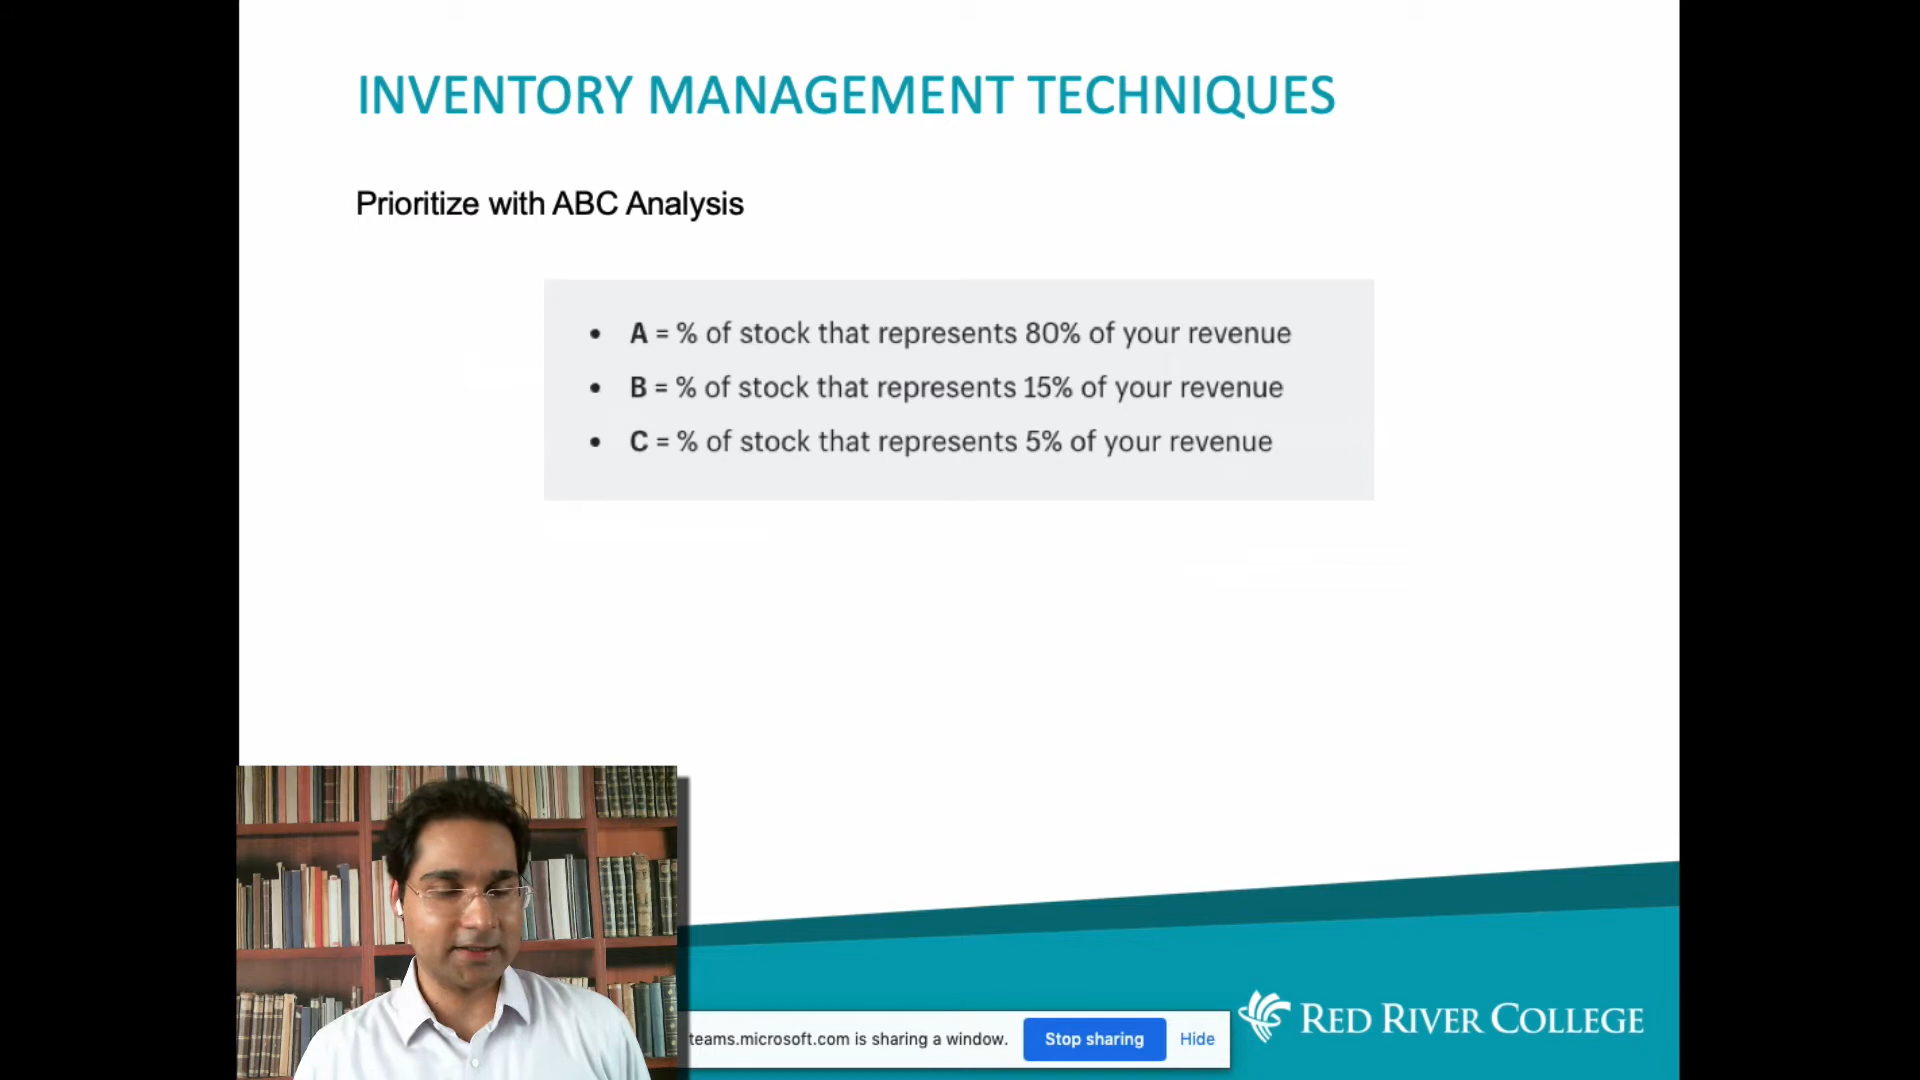 INVENTORY MANAGEMENT TECHNIQUES
Prioritize with ABC Analysis
• A = % of stock that represents 80% of your revenue
• B = % of stock that represents 15% of your revenue
• C = % of stock that represents 5% of your revenue
teams.microsoft.com is sharing a window. Stop sharing Hide
RED RIVER COLLEGE